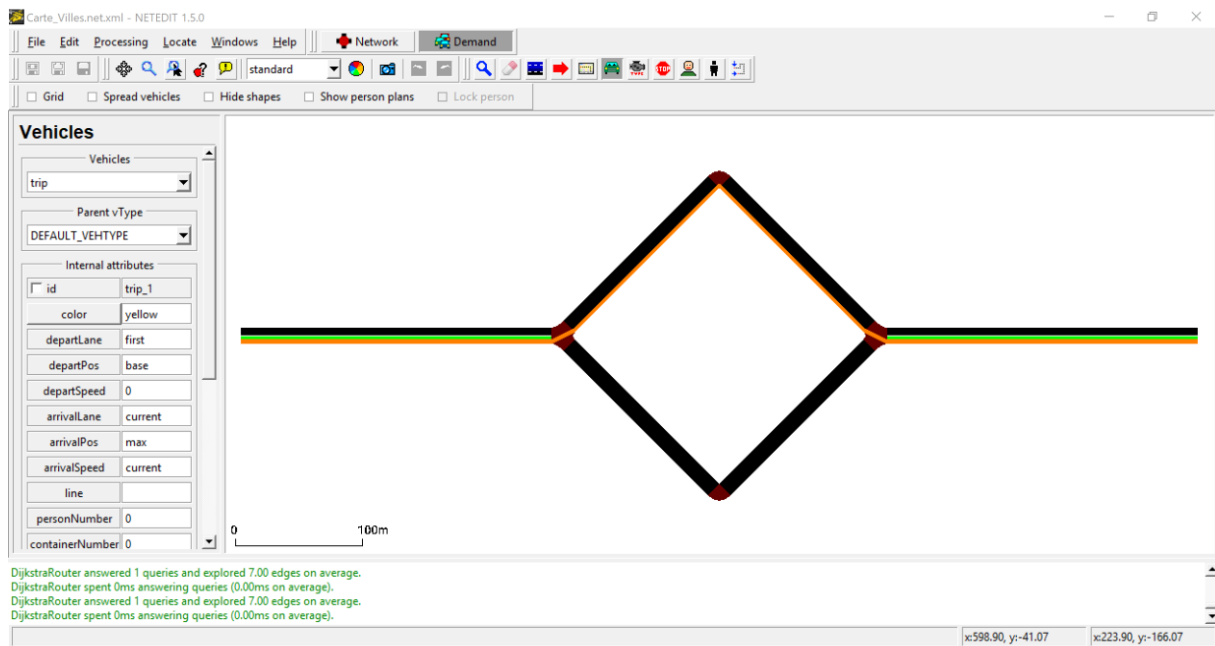 Carte_Villes.net.xml - NETEDIT 1.5.0
File Edit Processing Locate Windows Help Network Demand
standard
Grid Spread vehicles Hide shapes Show person plans Lock person
Vehicles
Vehicles
trip
Parent vType
DEFAULT_VEHTYPE
Internal attributes
id trip_1
color yellow
departLane first
departPos base
departSpeed 0
arrivalLane current
arrivalPos max
arrivalSpeed current
line
personNumber 0
containerNumber 0
0 100m
DijkstraRouter answered 1 queries and explored 7.00 edges on average.
DijkstraRouter spent 0ms answering queries (0.00ms on average).
DijkstraRouter answered 1 queries and explored 7.00 edges on average.
DijkstraRouter spent 0ms answering queries (0.00ms on average).
x:598.90, y:-41.07 x:223.90, y:-166.07